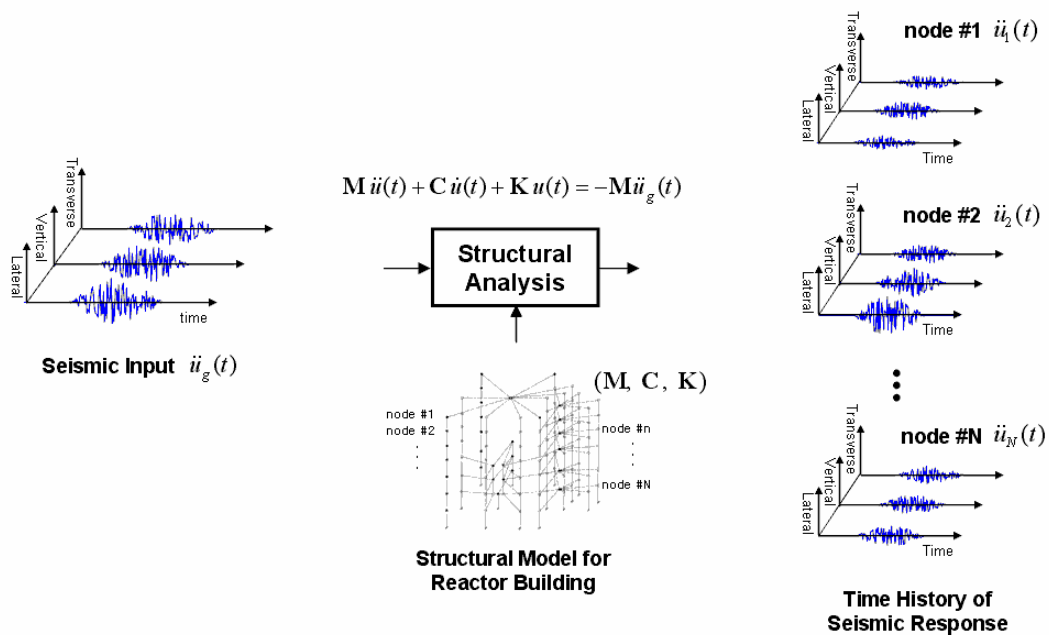 Transverse
Vertical
Lateral
time
Seismic Input ü_g(t)
M ü(t) + C u̇(t) + K u(t) = −M ü_g(t)
Structural
Analysis
(M, C, K)
node #1
node #2
node #n
node #N
Structural Model for
Reactor Building
node #1 ü_1(t)
Transverse
Vertical
Lateral
Time
node #2 ü_2(t)
Transverse
Vertical
Lateral
Time
node #N ü_N(t)
Transverse
Vertical
Lateral
Time
Time History of
Seismic Response